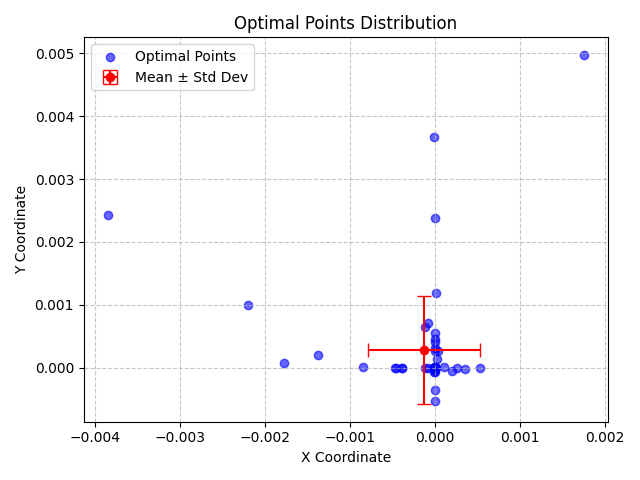 Optimal Points Distribution
Optimal Points
Mean ± Std Dev
0.005
0.004
0.003
0.002
0.001
0.000
Y Coordinate
−0.004 −0.003 −0.002 −0.001 0.000 0.001 0.002
X Coordinate